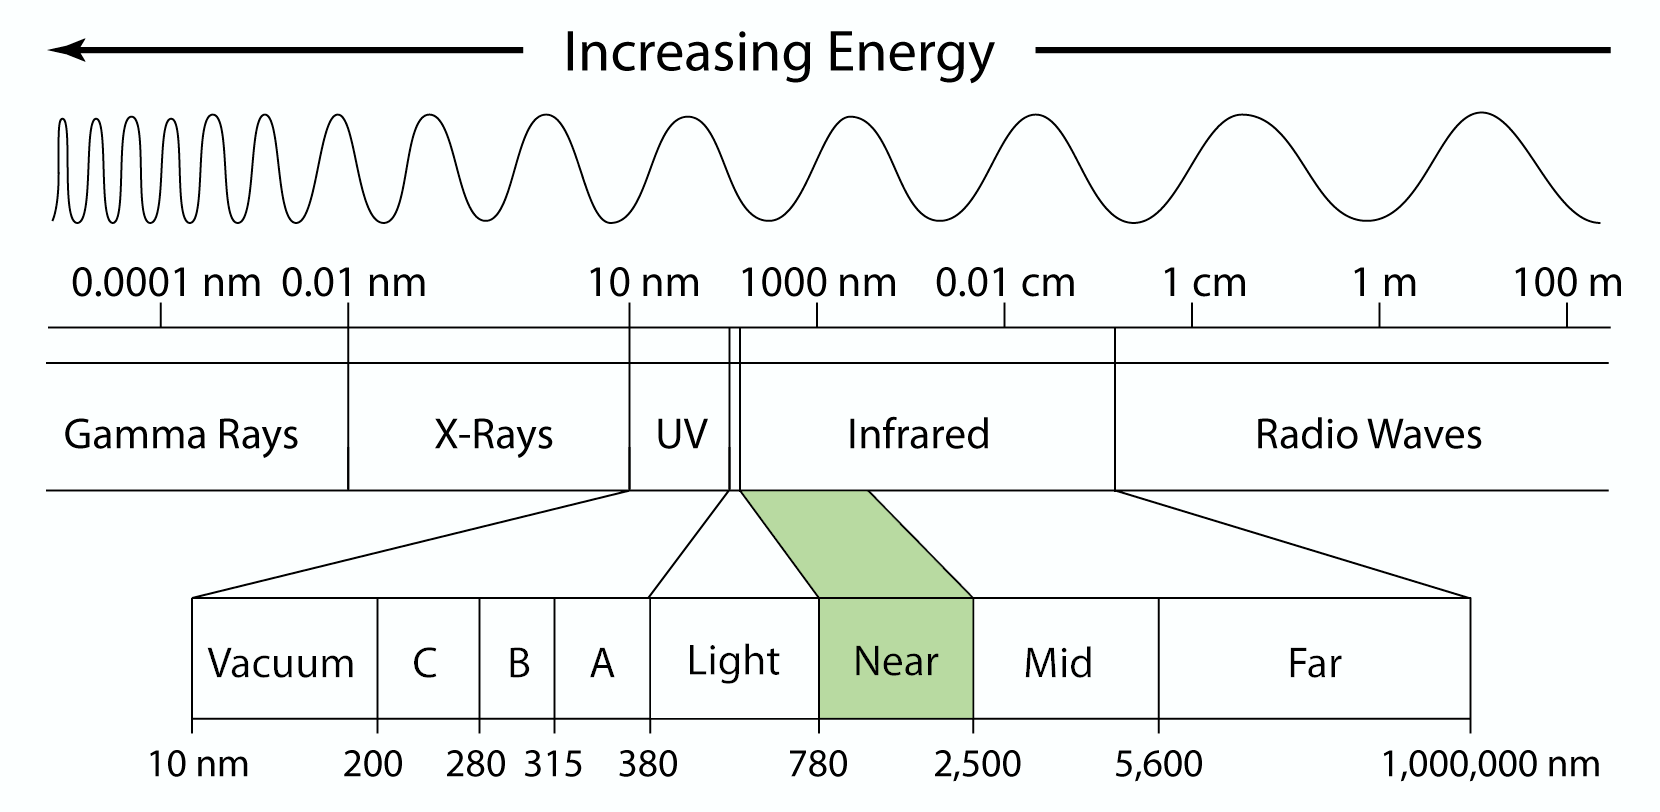 Increasing Energy
0.0001 nm 0.01 nm 10 nm 1000 nm 0.01 cm 1 cm 1 m 100 m
Gamma Rays X-Rays UV Infrared Radio Waves
Vacuum C B A Light Near Mid Far
10 nm 200 280 315 380 780 2,500 5,600 1,000,000 nm